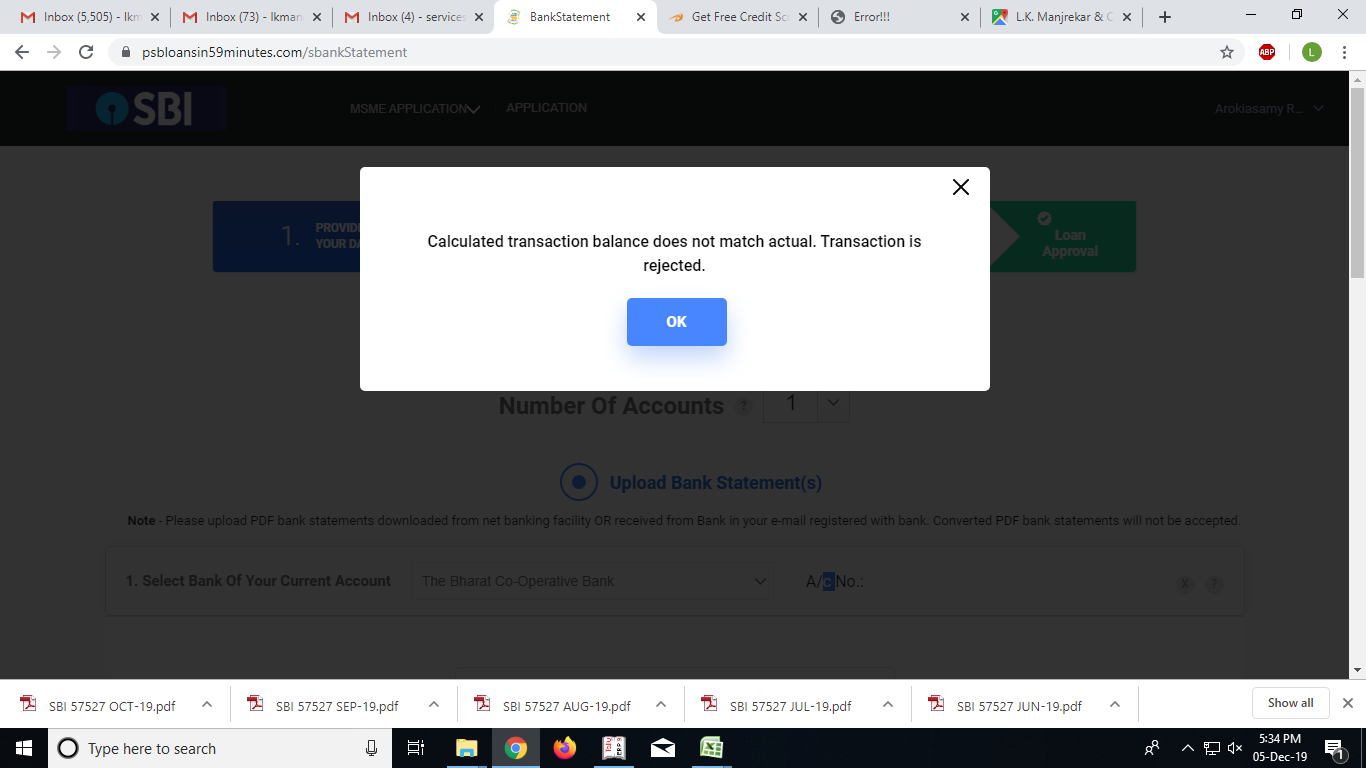 Inbox (5,505) - lkm
Inbox (73) - lkman
Inbox (4) - services
BankStatement
Get Free Credit Sc
Error!!!
L.K. Manjrekar & C
psbloansin59minutes.com/sbankStatement
ABP
L
SBI
MSME APPLICATION
APPLICATION
Arokiasamy R...
Calculated transaction balance does not match actual. Transaction is
rejected.
OK
1.
PROVID
YOUR DA
Loan
Approval
Number Of Accounts ? 1
Upload Bank Statement(s)
Note - Please upload PDF bank statements downloaded from net banking facility OR received from Bank in your e-mail registered with bank. Converted PDF bank statements will not be accepted.
1. Select Bank Of Your Current Account
The Bharat Co-Operative Bank
A/c No.:
X
?
SBI 57527 OCT-19.pdf
SBI 57527 SEP-19.pdf
SBI 57527 AUG-19.pdf
SBI 57527 JUL-19.pdf
SBI 57527 JUN-19.pdf
Show all
Type here to search
5:34 PM
05-Dec-19
1